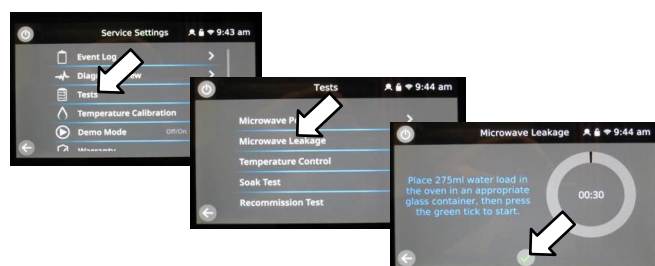 Service Settings
9:43 am
Event Log
Tests
Temperature Calibration
Demo Mode
Off/On
Warranty
Tests
9:44 am
Microwave
Microwave Leakage
Temperature Control
Soak Test
Recommission Test
Microwave Leakage
9:44 am
Place 275ml water load in
the oven in an appropriate
glass container, then press
the green tick to start.
00:30